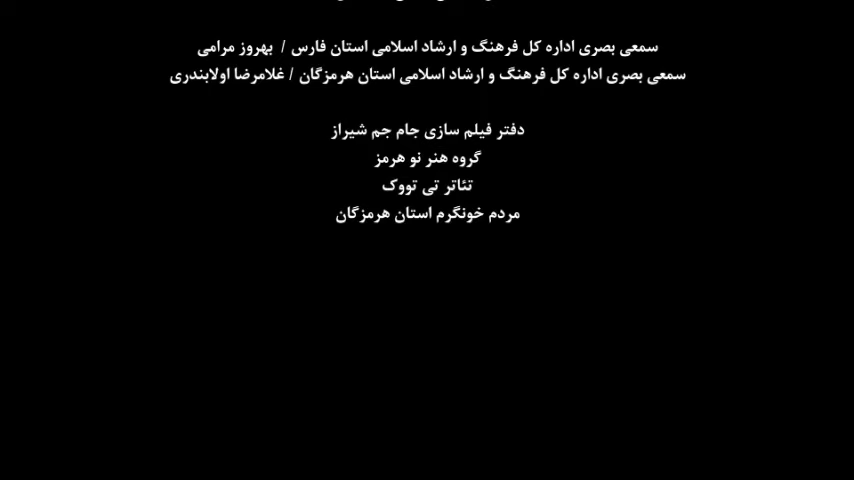 سمعی بصری اداره کل فرهنگ و ارشاد اسلامی استان فارس / بهروز مرامی
سمعی بصری اداره کل فرهنگ و ارشاد اسلامی استان هرمزگان / غلامرضا اولابندری
دفتر فیلم سازی جام جم شیراز
گروه هنر نو هرمز
تئاتر تی تووک
مردم خونگرم استان هرمزگان